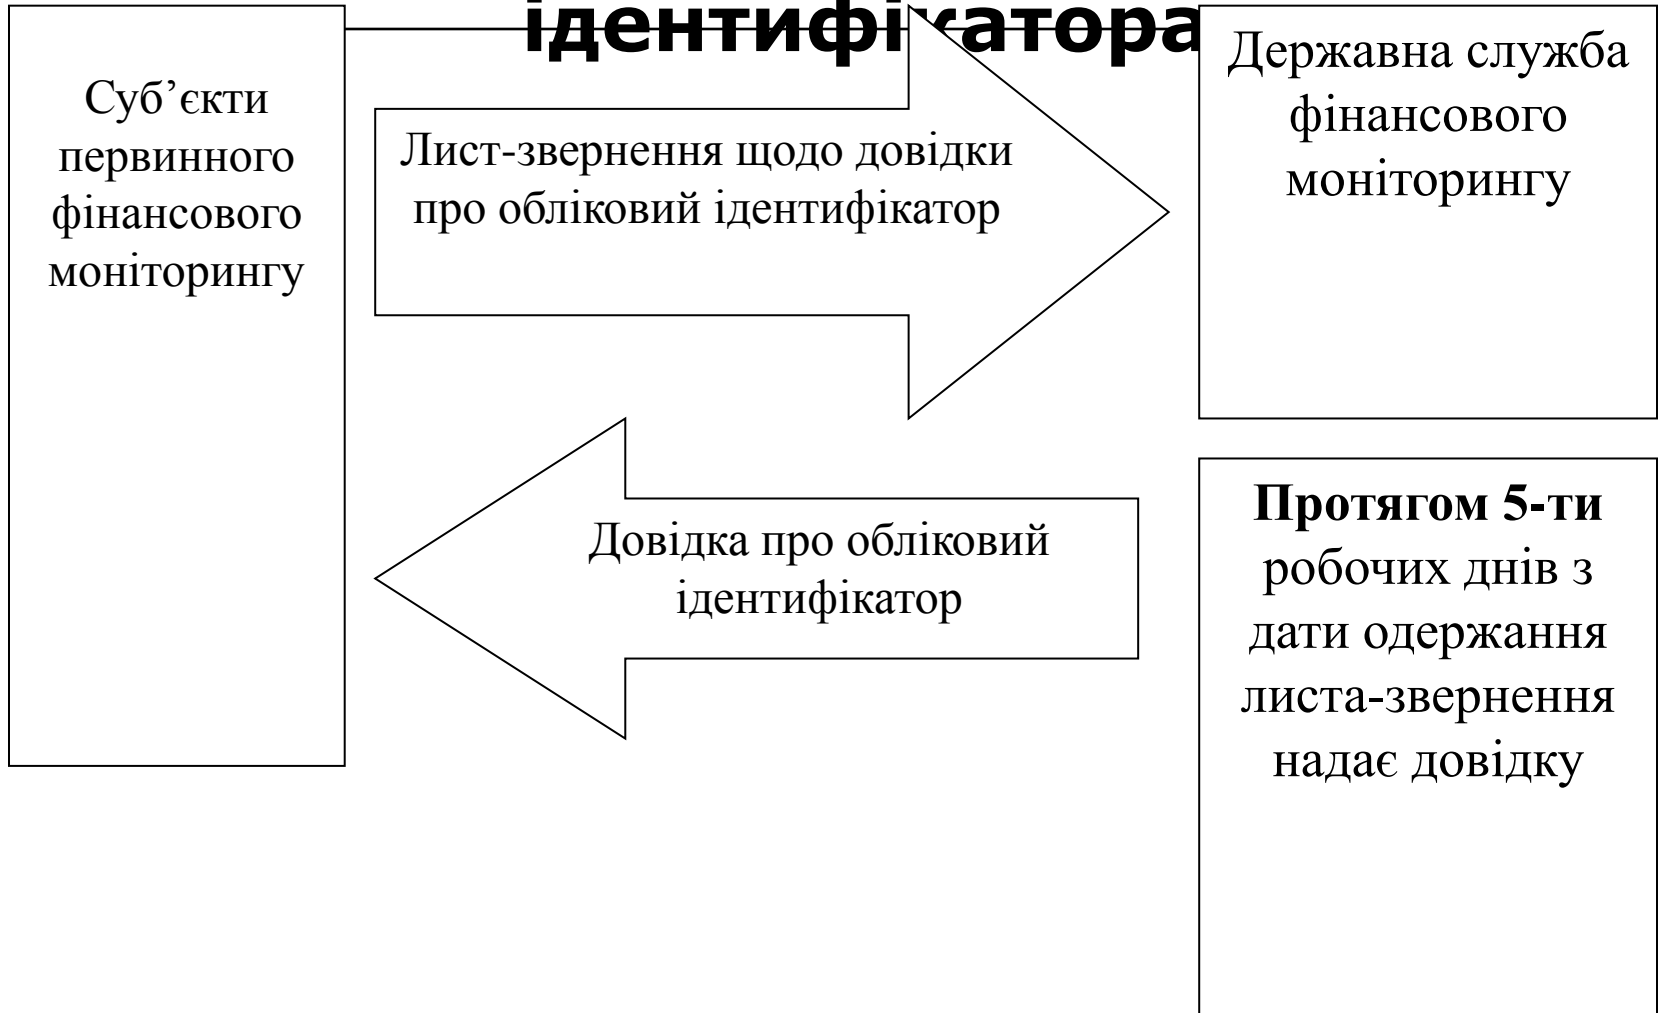 ідентифікатора
Суб’єкти
первинного
фінансового
моніторингу
Лист-звернення щодо довідки
про обліковий ідентифікатор
Державна служба
фінансового
моніторингу
Довідка про обліковий
ідентифікатор
Протягом 5-ти
робочих днів з
дати одержання
листа-звернення
надає довідку